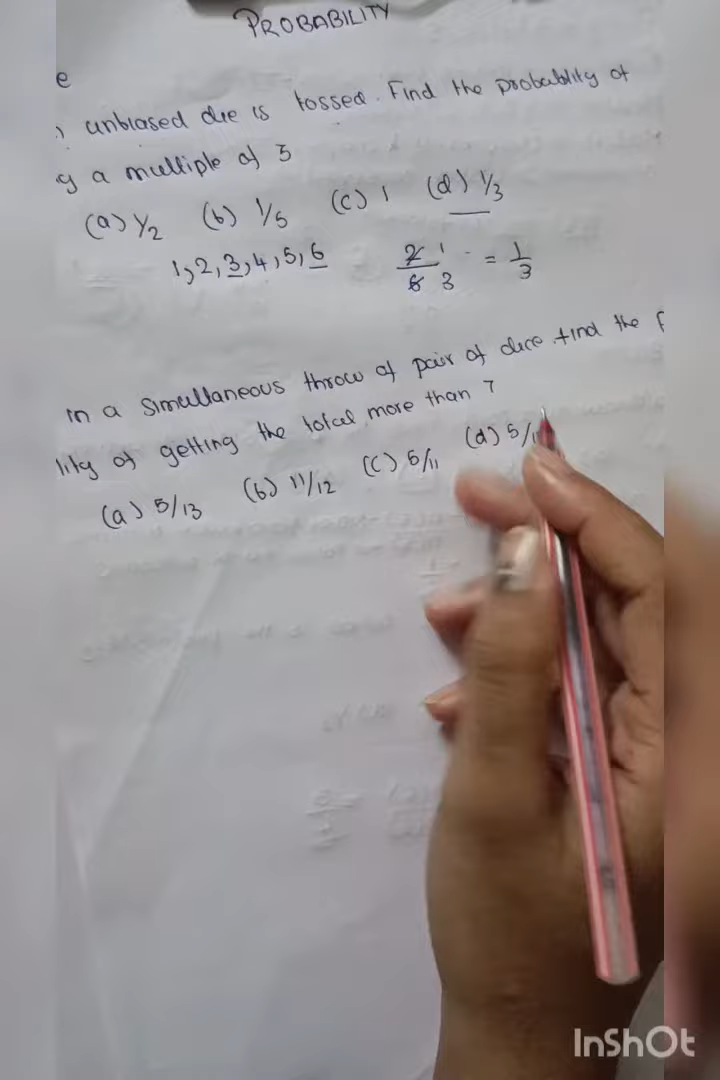 PROBABILITY
e
unbiased die is tossed. Find the probability of
g a multiple of 3
(a) 1/2 (b) 1/5 (c) 1 (d) 1/3
1, 2, 3, 4, 5, 6 2/6 1 3 = 1/3
in a simultaneous throw of pair of dice. find the P
lity of getting the total more than 7
(a) 5/13 (b) 11/12 (c) 5/11 (d) 5/1
InShOt